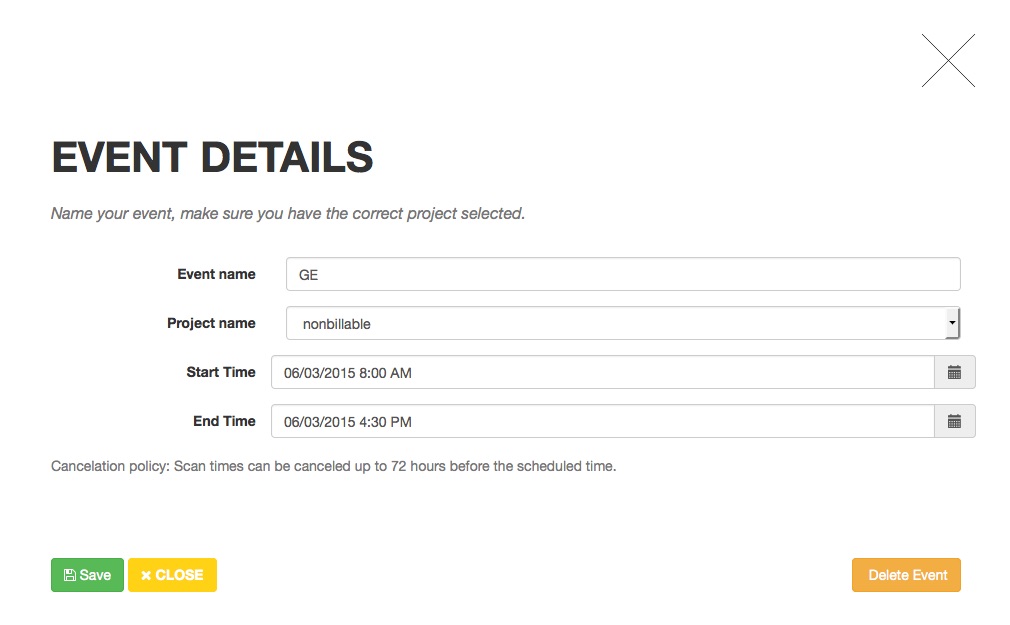 EVENT DETAILS
Name your event, make sure you have the correct project selected.
Event name GE
Project name nonbillable
Start Time 06/03/2015 8:00 AM
End Time 06/03/2015 4:30 PM
Cancelation policy: Scan times can be canceled up to 72 hours before the scheduled time.
Save CLOSE Delete Event